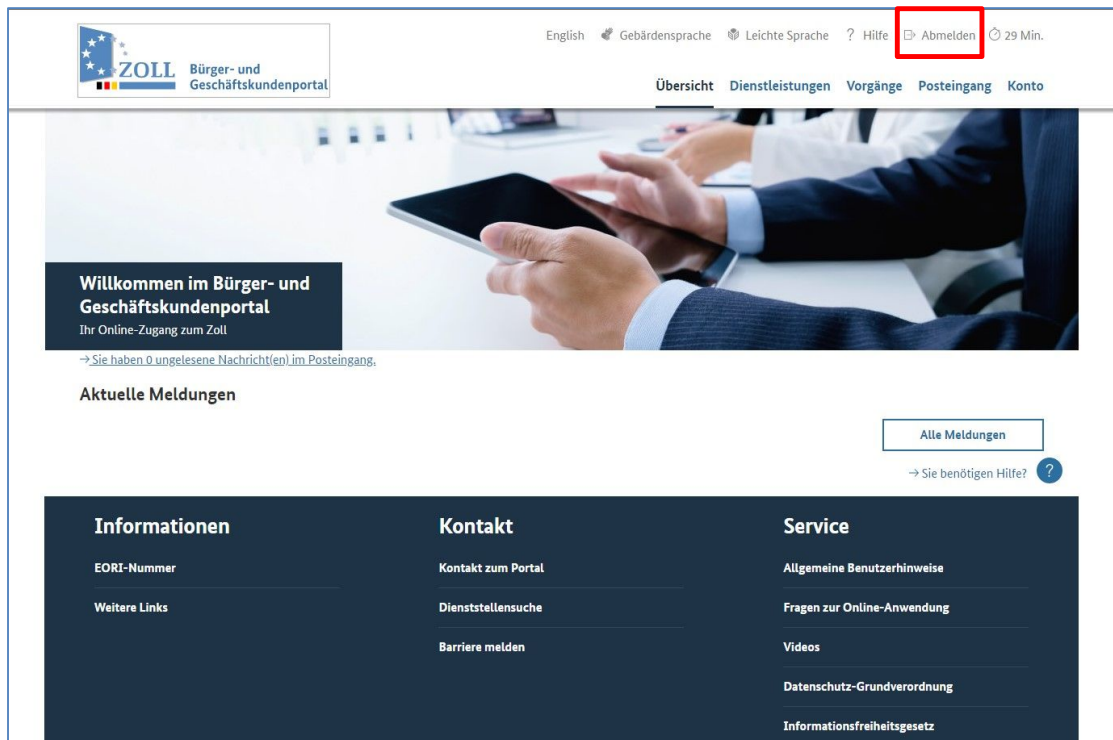 English Gebärdensprache Leichte Sprache ? Hilfe Abmelden 29 Min.
ZOLL Bürger- und
Geschäftskundenportal
Übersicht Dienstleistungen Vorgänge Posteingang Konto
Willkommen im Bürger- und
Geschäftskundenportal
Ihr Online-Zugang zum Zoll
→ Sie haben 0 ungelesene Nachricht(en) im Posteingang.
Aktuelle Meldungen
Alle Meldungen
→ Sie benötigen Hilfe? ?
Informationen
EORI-Nummer
Weitere Links
Kontakt
Kontakt zum Portal
Dienststellensuche
Barriere melden
Service
Allgemeine Benutzerhinweise
Fragen zur Online-Anwendung
Videos
Datenschutz-Grundverordnung
Informationsfreiheitsgesetz